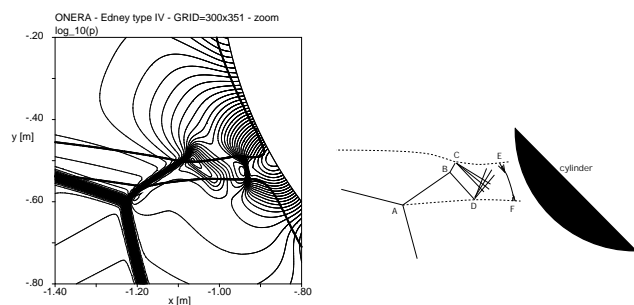 ONERA - Edney type IV - GRID=300x351 - zoom
log_10(p)
-.20
-.40
y [m]
-.60
-.80
-1.40
-1.20
-1.00
-.80
x [m]
C
E
B
cylinder
A
D
F